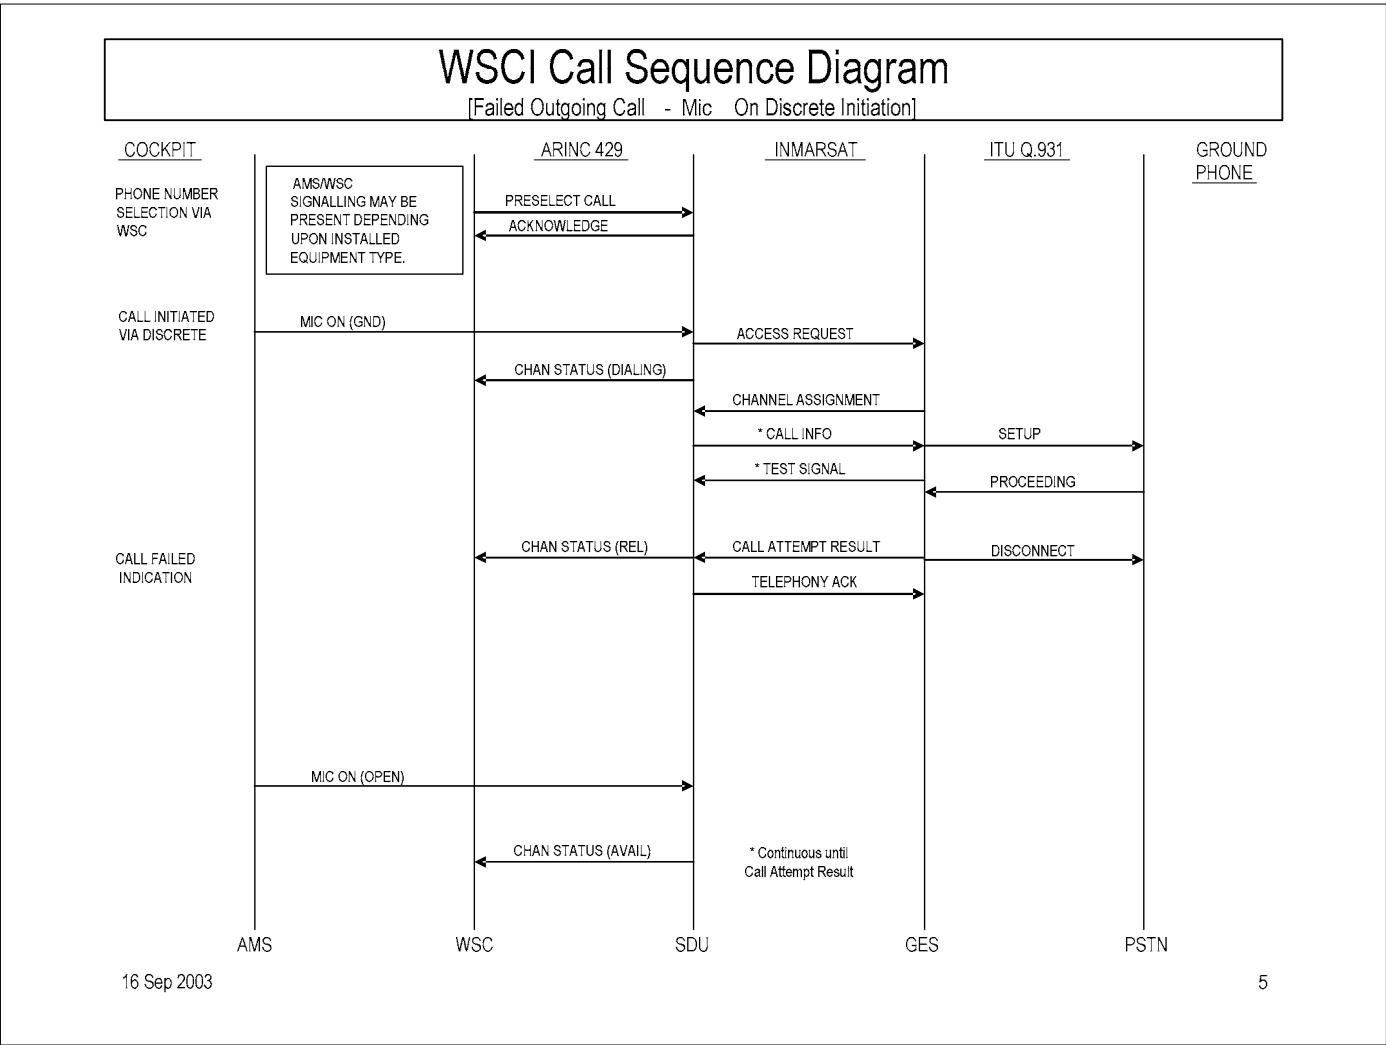 WSCI Call Sequence Diagram
[Failed Outgoing Call - Mic On Discrete Initiation]
COCKPIT
ARINC 429
INMARSAT
ITU Q.931
GROUND
PHONE
PHONE NUMBER
SELECTION VIA
WSC
AMS/WSC
SIGNALLING MAY BE
PRESENT DEPENDING
UPON INSTALLED
EQUIPMENT TYPE.
PRESELECT CALL
ACKNOWLEDGE
CALL INITIATED
VIA DISCRETE
MIC ON (GND)
ACCESS REQUEST
CHAN STATUS (DIALING)
CHANNEL ASSIGNMENT
* CALL INFO
SETUP
* TEST SIGNAL
PROCEEDING
CALL FAILED
INDICATION
CHAN STATUS (REL)
CALL ATTEMPT RESULT
DISCONNECT
TELEPHONY ACK
MIC ON (OPEN)
CHAN STATUS (AVAIL)
* Continuous until
Call Attempt Result
AMS
WSC
SDU
GES
PSTN
16 Sep 2003
5